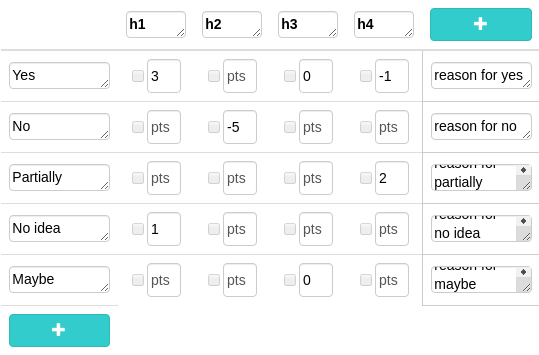 h1 h2 h3 h4 +
Yes 3 pts 0 -1 reason for yes
No pts -5 pts pts reason for no
Partially pts pts pts 2 reason for
partially
No idea 1 pts pts pts reason for
no idea
Maybe pts pts 0 pts reason for
maybe
+